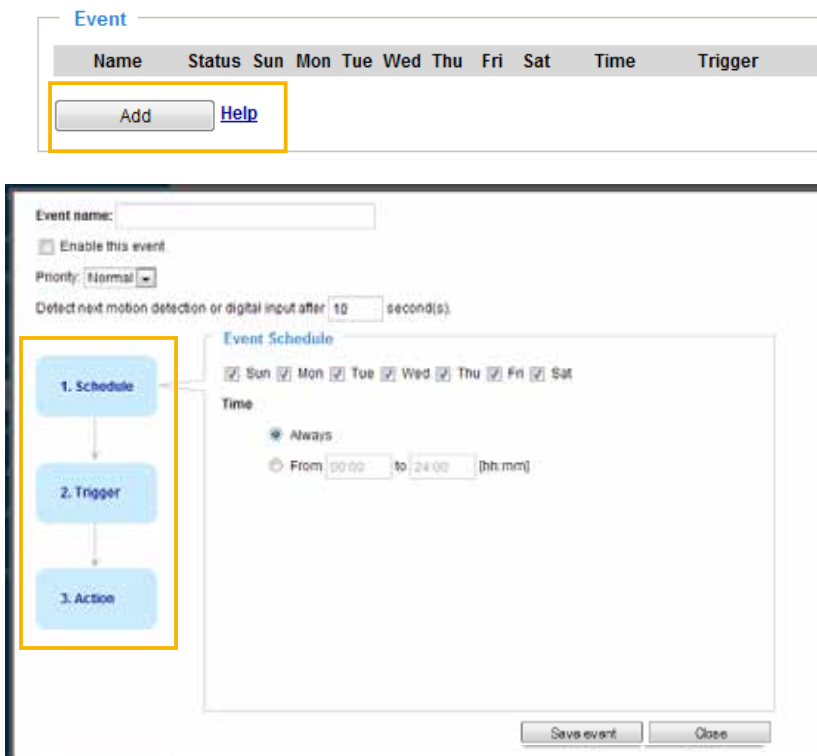 Event
Name Status Sun Mon Tue Wed Thu Fri Sat Time Trigger
Add Help
Event name:
Enable this event
Priority: Normal
Detect next motion detection or digital input after 10 second(s).
Event Schedule
1. Schedule
Sun Mon Tue Wed Thu Fri Sat
Time
Always
From 00:00 to 24:00 [hh:mm]
2. Trigger
3. Action
Save event Close